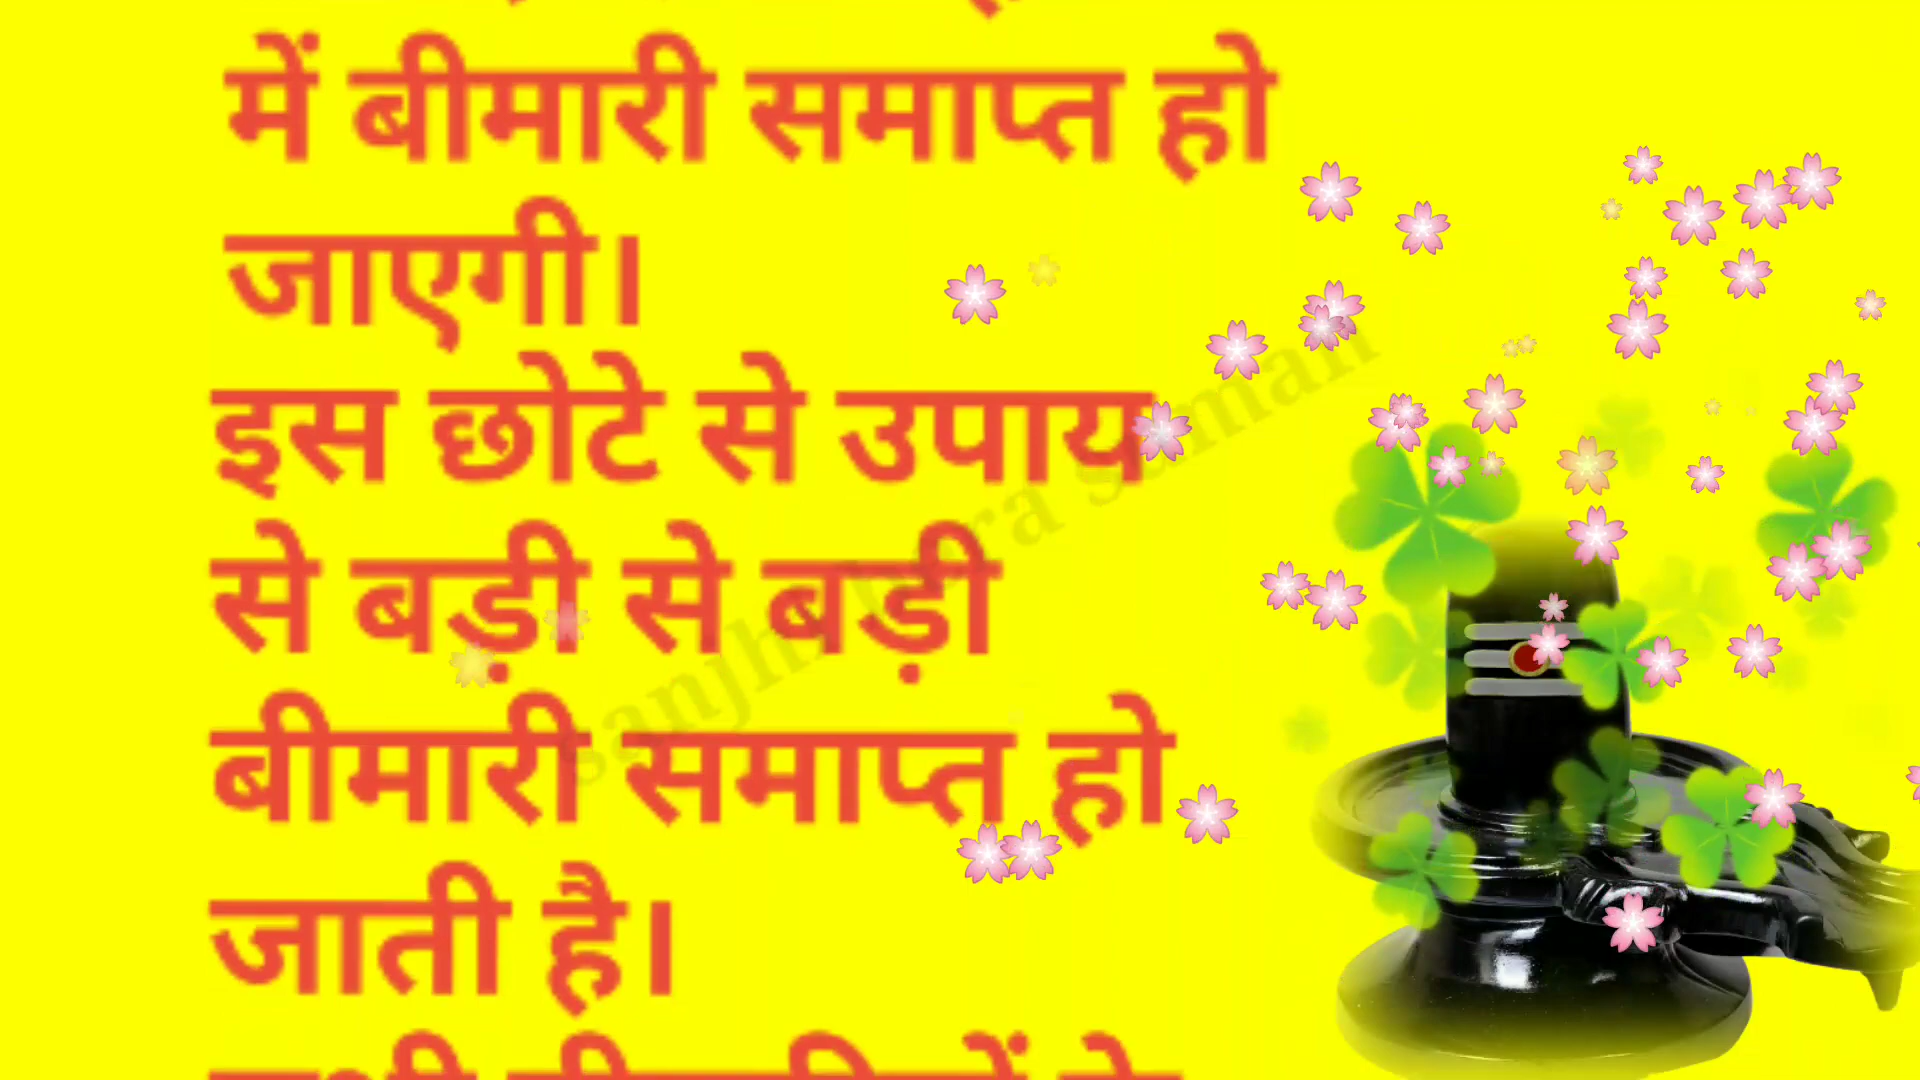 में बीमारी समाप्त हो
जाएगी।
इस छोटे से उपाय
से बड़ी से बड़ी
बीमारी समाप्त हो
जाती है।